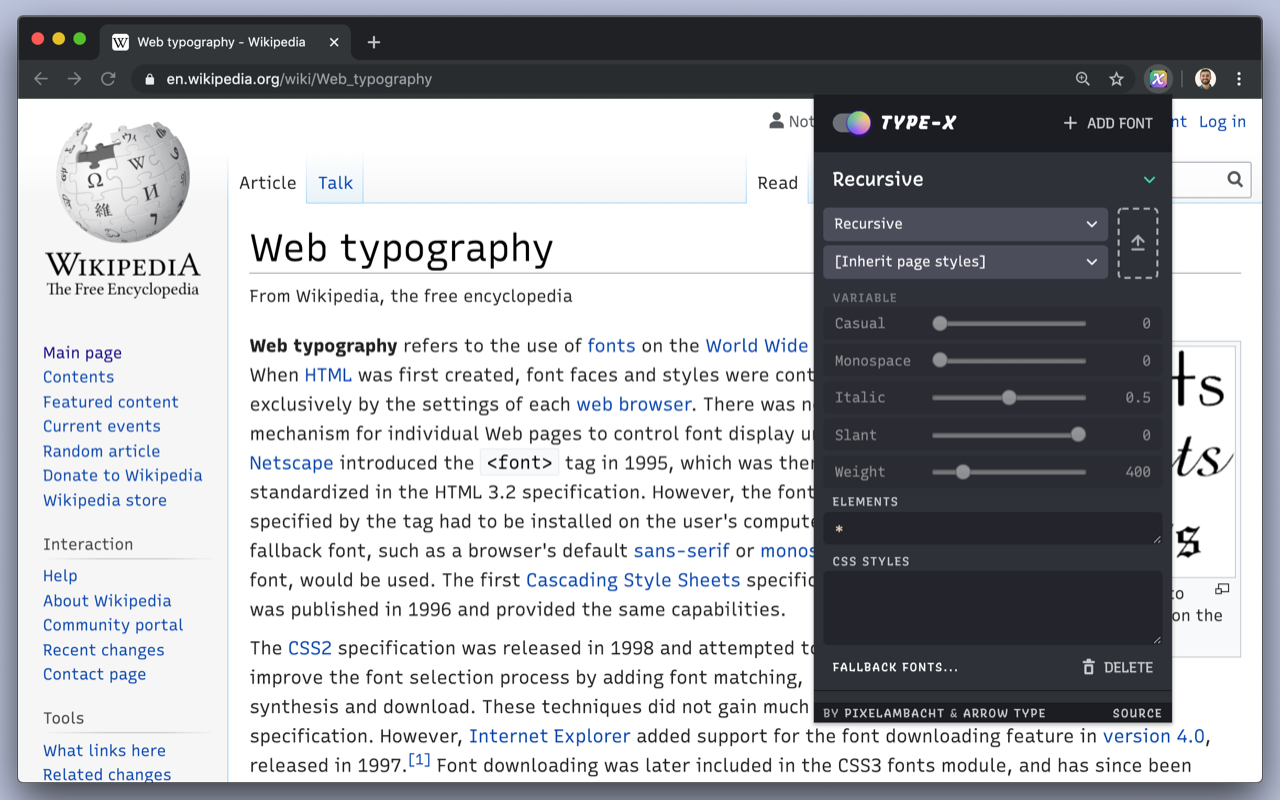 Web typography - Wikipedia
en.wikipedia.org/wiki/Web_typography
Not
nt Log in
Article Talk
Read
WIKIPEDIA
The Free Encyclopedia
Main page
Contents
Featured content
Current events
Random article
Donate to Wikipedia
Wikipedia store
Interaction
Help
About Wikipedia
Community portal
Recent changes
Contact page
Tools
What links here
Related changes
Web typography
From Wikipedia, the free encyclopedia
Web typography refers to the use of fonts on the World Wide
When HTML was first created, font faces and styles were cont
exclusively by the settings of each web browser. There was n
mechanism for individual Web pages to control font display u
Netscape introduced the <font> tag in 1995, which was then
standardized in the HTML 3.2 specification. However, the font
specified by the tag had to be installed on the user's compute
fallback font, such as a browser's default sans-serif or monos
font, would be used. The first Cascading Style Sheets specific
was published in 1996 and provided the same capabilities.
The CSS2 specification was released in 1998 and attempted to
improve the font selection process by adding font matching,
synthesis and download. These techniques did not gain much
specification. However, Internet Explorer added support for the font downloading feature in version 4.0,
released in 1997.[1] Font downloading was later included in the CSS3 fonts module, and has since been
TYPE-X
+ ADD FONT
Recursive
Recursive
[Inherit page styles]
VARIABLE
Casual 0
Monospace 0
Italic 0.5
Slant 0
Weight 400
ELEMENTS
*
CSS STYLES
FALLBACK FONTS...
DELETE
BY PIXELAMBACHT & ARROW TYPE
SOURCE
ts
ts
s
to
on the